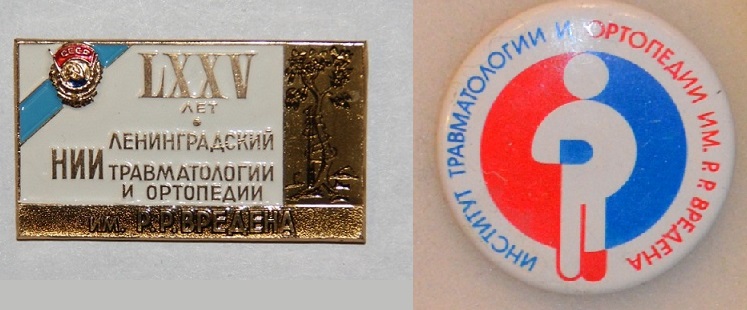 СССР
LXXV
ЛЕТ
ЛЕНИНГРАДСКИЙ
НИИ ТРАВМАТОЛОГИИ
И ОРТОПЕДИИ
ИМ. Р.Р. ВРЕДЕНА
ИНСТИТУТ ТРАВМАТОЛОГИИ И ОРТОПЕДИИ ИМ. Р.Р. ВРЕДЕНА